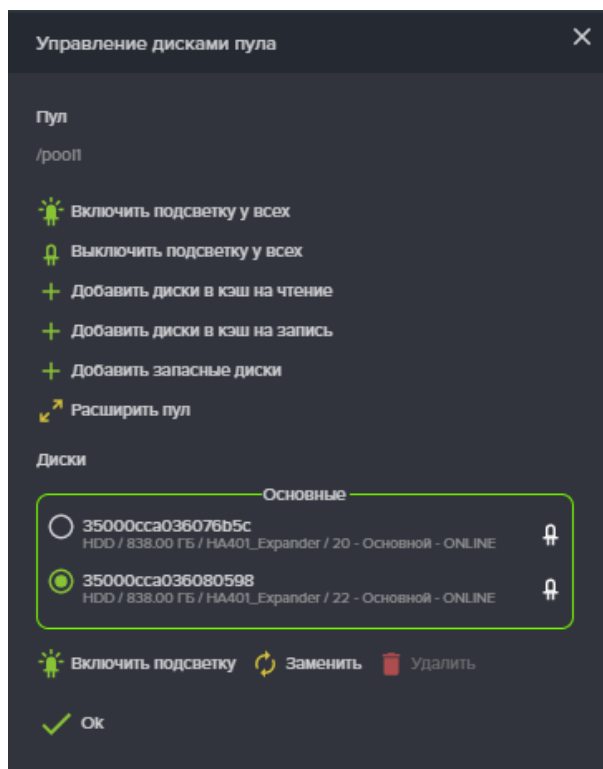 Управление дисками пула
Пул
/pool1
Включить подсветку у всех
Выключить подсветку у всех
Добавить диски в кэш на чтение
Добавить диски в кэш на запись
Добавить запасные диски
Расширить пул
Диски
Основные
35000cca036076b5c
HDD / 838.00 ГБ / HA401_Expander / 20 - Основной - ONLINE
35000cca036080598
HDD / 838.00 ГБ / HA401_Expander / 22 - Основной - ONLINE
Включить подсветку Заменить Удалить
Ok